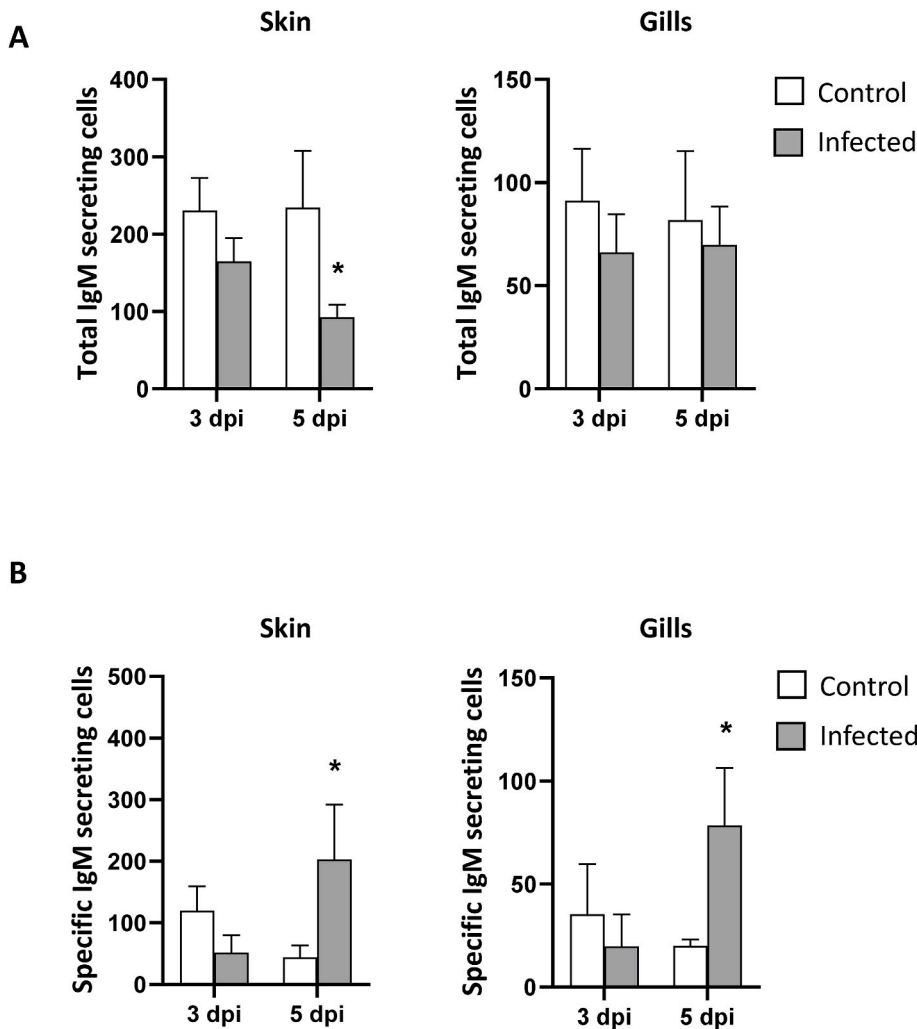 A
Skin
Gills
Total IgM secreting cells
400
300
200
100
0
*
3 dpi
5 dpi
Total IgM secreting cells
150
100
50
0
3 dpi
5 dpi
Control
Infected
B
Skin
Gills
Specific IgM secreting cells
500
400
300
200
100
0
*
3 dpi
5 dpi
Specific IgM secreting cells
150
100
50
0
*
3 dpi
5 dpi
Control
Infected